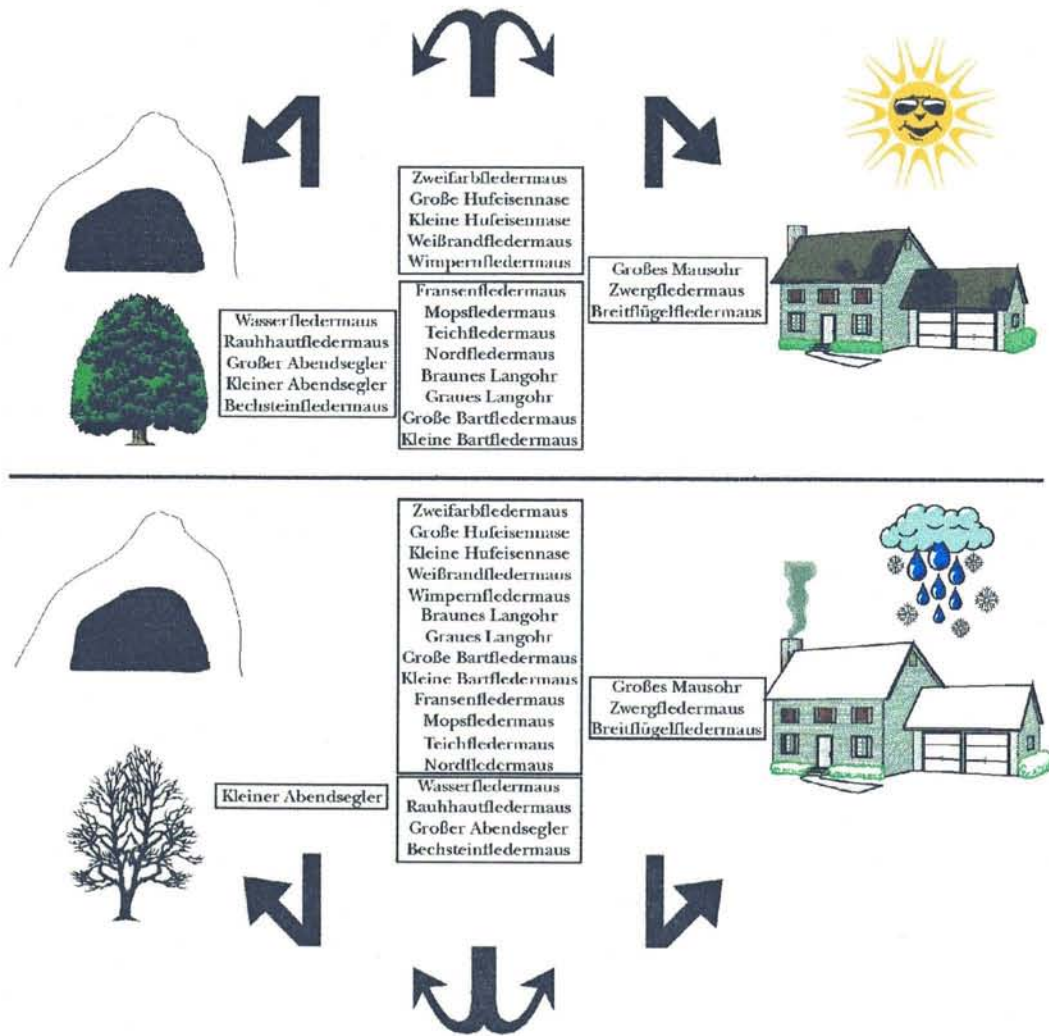 Zweifarbfledermaus
Große Hufeisennase
Kleine Hufeisennase
Weißrandfledermaus
Wimpernfledermaus
Großes Mausohr
Zwergfledermaus
Breitflügelfledermaus
Fransenfledermaus
Mopsfledermaus
Teichfledermaus
Nordfledermaus
Braunes Langohr
Graues Langohr
Große Bartfledermaus
Kleine Bartfledermaus
Wasserfledermaus
Rauhhautfledermaus
Großer Abendsegler
Kleiner Abendsegler
Bechsteinfledermaus
Zweifarbfledermaus
Große Hufeisennase
Kleine Hufeisennase
Weißrandfledermaus
Wimpernfledermaus
Braunes Langohr
Graues Langohr
Große Bartfledermaus
Kleine Bartfledermaus
Fransenfledermaus
Mopsfledermaus
Teichfledermaus
Nordfledermaus
Großes Mausohr
Zwergfledermaus
Breitflügelfledermaus
Kleiner Abendsegler
Wasserfledermaus
Rauhhautfledermaus
Großer Abendsegler
Bechsteinfledermaus